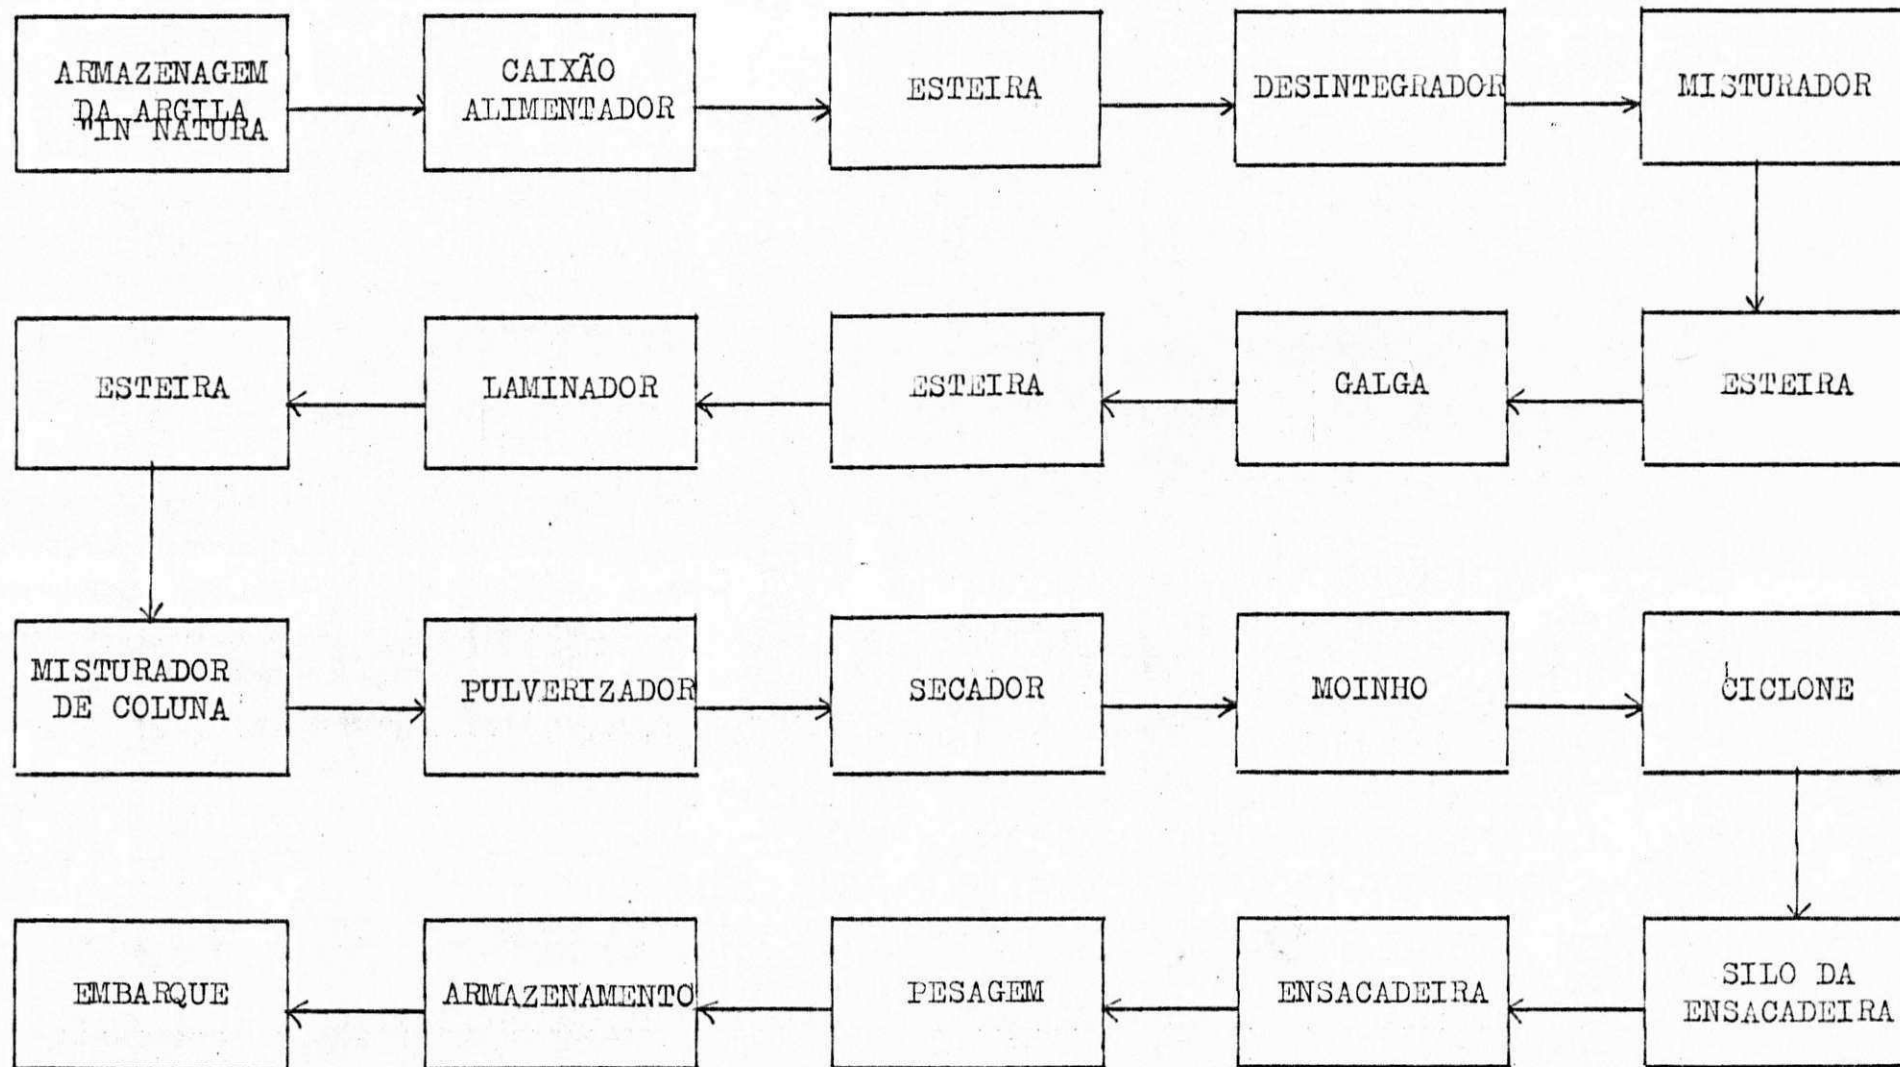 ARMAZENAGEM
DA ARGILA
"IN NATURA
CAIXÃO
ALIMENTADOR
ESTEIRA
DESINTEGRADOR
MISTURADOR
ESTEIRA
GALGA
ESTEIRA
LAMINADOR
ESTEIRA
MISTURADOR
DE COLUNA
PULVERIZADOR
SECADOR
MOINHO
CICLONE
SILO DA
ENSACADEIRA
ENSACADEIRA
PESAGEM
ARMAZENAMENTO
EMBARQUE